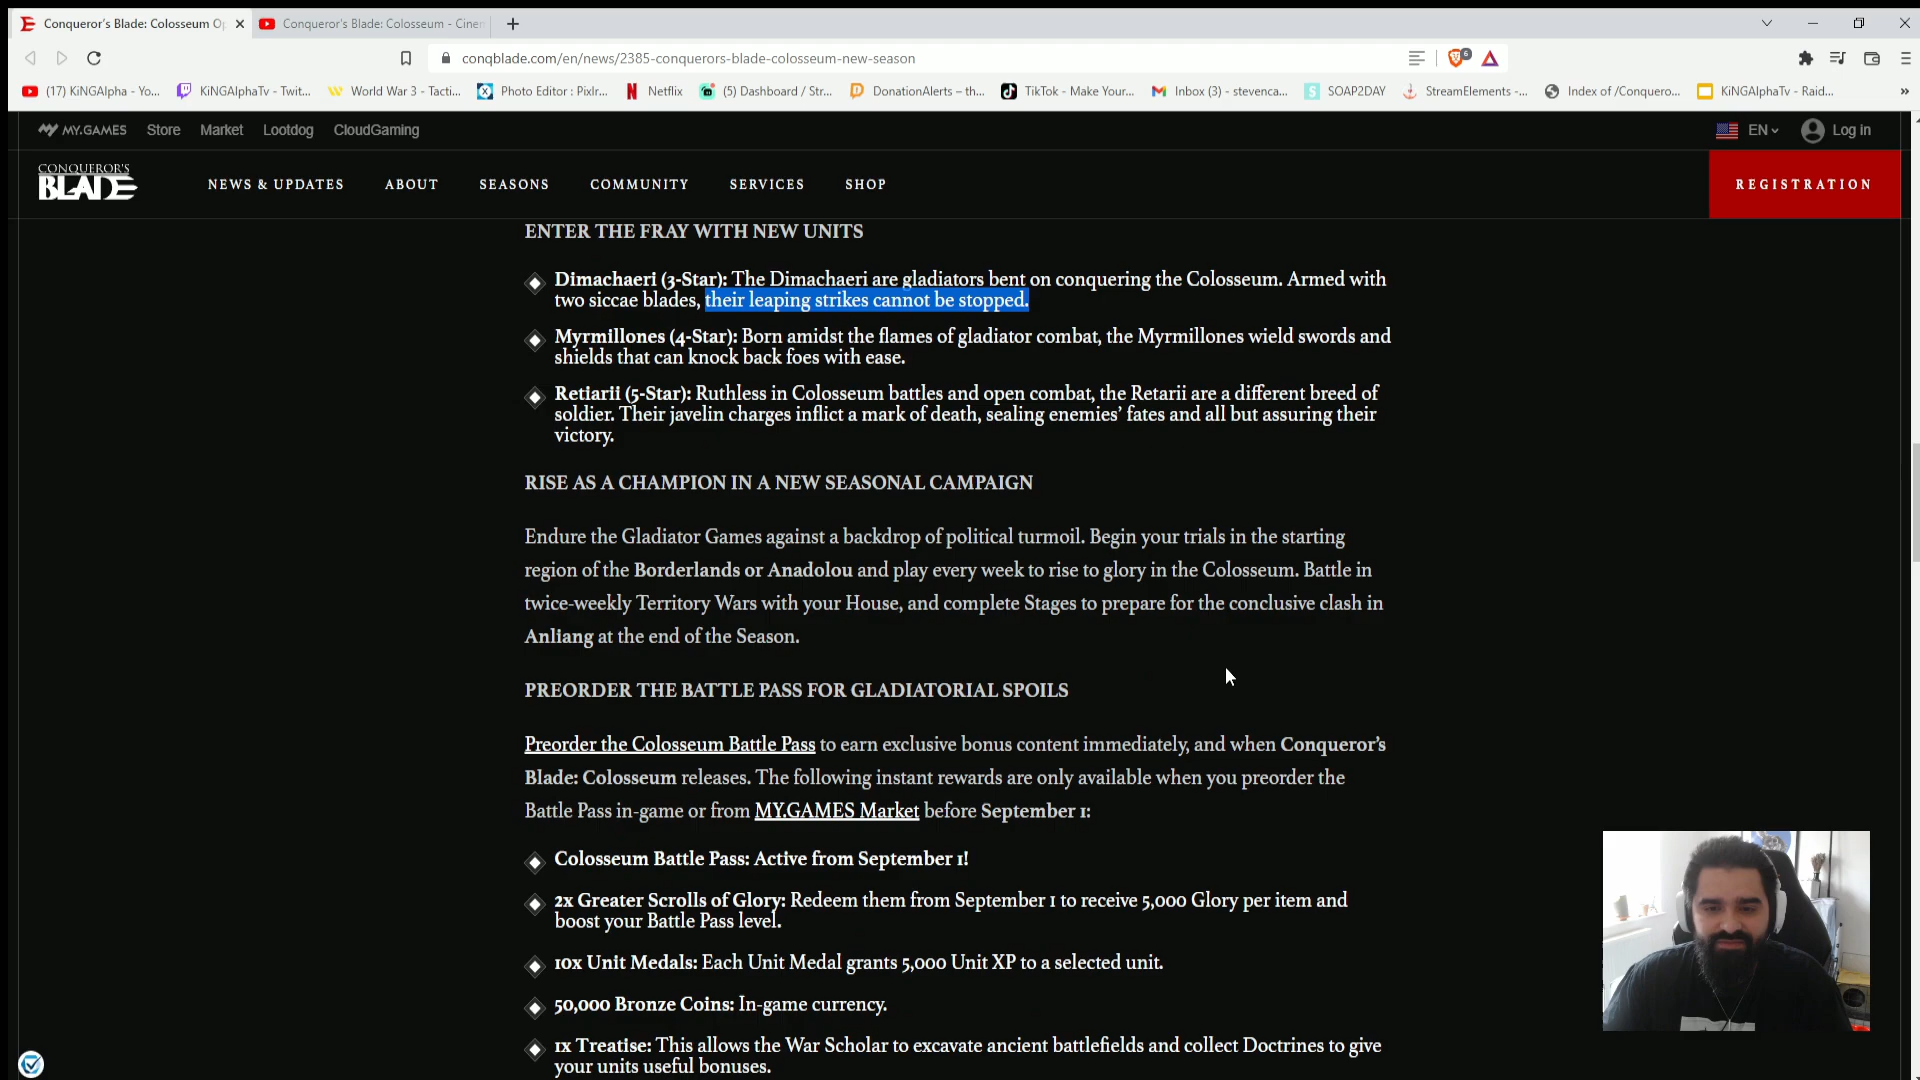 Conqueror's Blade: Colosseum Op
Conqueror's Blade: Colosseum - Cinem
conqblade.com/en/news/2385-conquerors-blade-colosseum-new-season
6
(17) KiNGAlpha - Yo...
KiNGAlphaTv - Twit...
World War 3 - Tacti...
Photo Editor : Pixlr...
Netflix
(5) Dashboard / Str...
DonationAlerts – th...
TikTok - Make Your...
Inbox (3) - stevenca...
SOAP2DAY
StreamElements -...
Index of /Conquero...
KiNGAlphaTv - Raid...
MY.GAMES Store Market Lootdog CloudGaming
EN Log in
CONQUEROR'S
BLADE
NEWS & UPDATES ABOUT SEASONS COMMUNITY SERVICES SHOP
REGISTRATION
ENTER THE FRAY WITH NEW UNITS
Dimachaeri (3-Star): The Dimachaeri are gladiators bent on conquering the Colosseum. Armed with
two siccae blades, their leaping strikes cannot be stopped.
Myrmillones (4-Star): Born amidst the flames of gladiator combat, the Myrmillones wield swords and
shields that can knock back foes with ease.
Retiarii (5-Star): Ruthless in Colosseum battles and open combat, the Retarii are a different breed of
soldier. Their javelin charges inflict a mark of death, sealing enemies' fates and all but assuring their
victory.
RISE AS A CHAMPION IN A NEW SEASONAL CAMPAIGN
Endure the Gladiator Games against a backdrop of political turmoil. Begin your trials in the starting
region of the Borderlands or Anadolou and play every week to rise to glory in the Colosseum. Battle in
twice-weekly Territory Wars with your House, and complete Stages to prepare for the conclusive clash in
Anliang at the end of the Season.
PREORDER THE BATTLE PASS FOR GLADIATORIAL SPOILS
Preorder the Colosseum Battle Pass to earn exclusive bonus content immediately, and when Conqueror's
Blade: Colosseum releases. The following instant rewards are only available when you preorder the
Battle Pass in-game or from MY.GAMES Market before September 1:
Colosseum Battle Pass: Active from September 1!
2x Greater Scrolls of Glory: Redeem them from September 1 to receive 5,000 Glory per item and
boost your Battle Pass level.
10x Unit Medals: Each Unit Medal grants 5,000 Unit XP to a selected unit.
50,000 Bronze Coins: In-game currency.
1x Treatise: This allows the War Scholar to excavate ancient battlefields and collect Doctrines to give
your units useful bonuses.